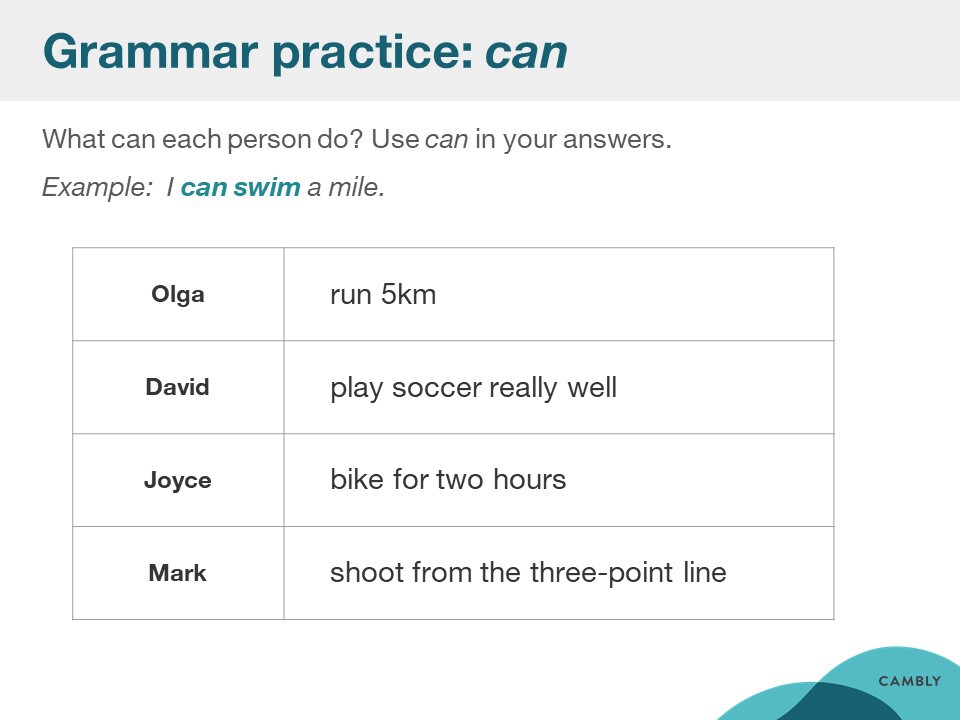 Grammar practice: can
What can each person do? Use can in your answers.
Example: I can swim a mile.
Olga run 5km
David play soccer really well
Joyce bike for two hours
Mark shoot from the three-point line
CAMBLY